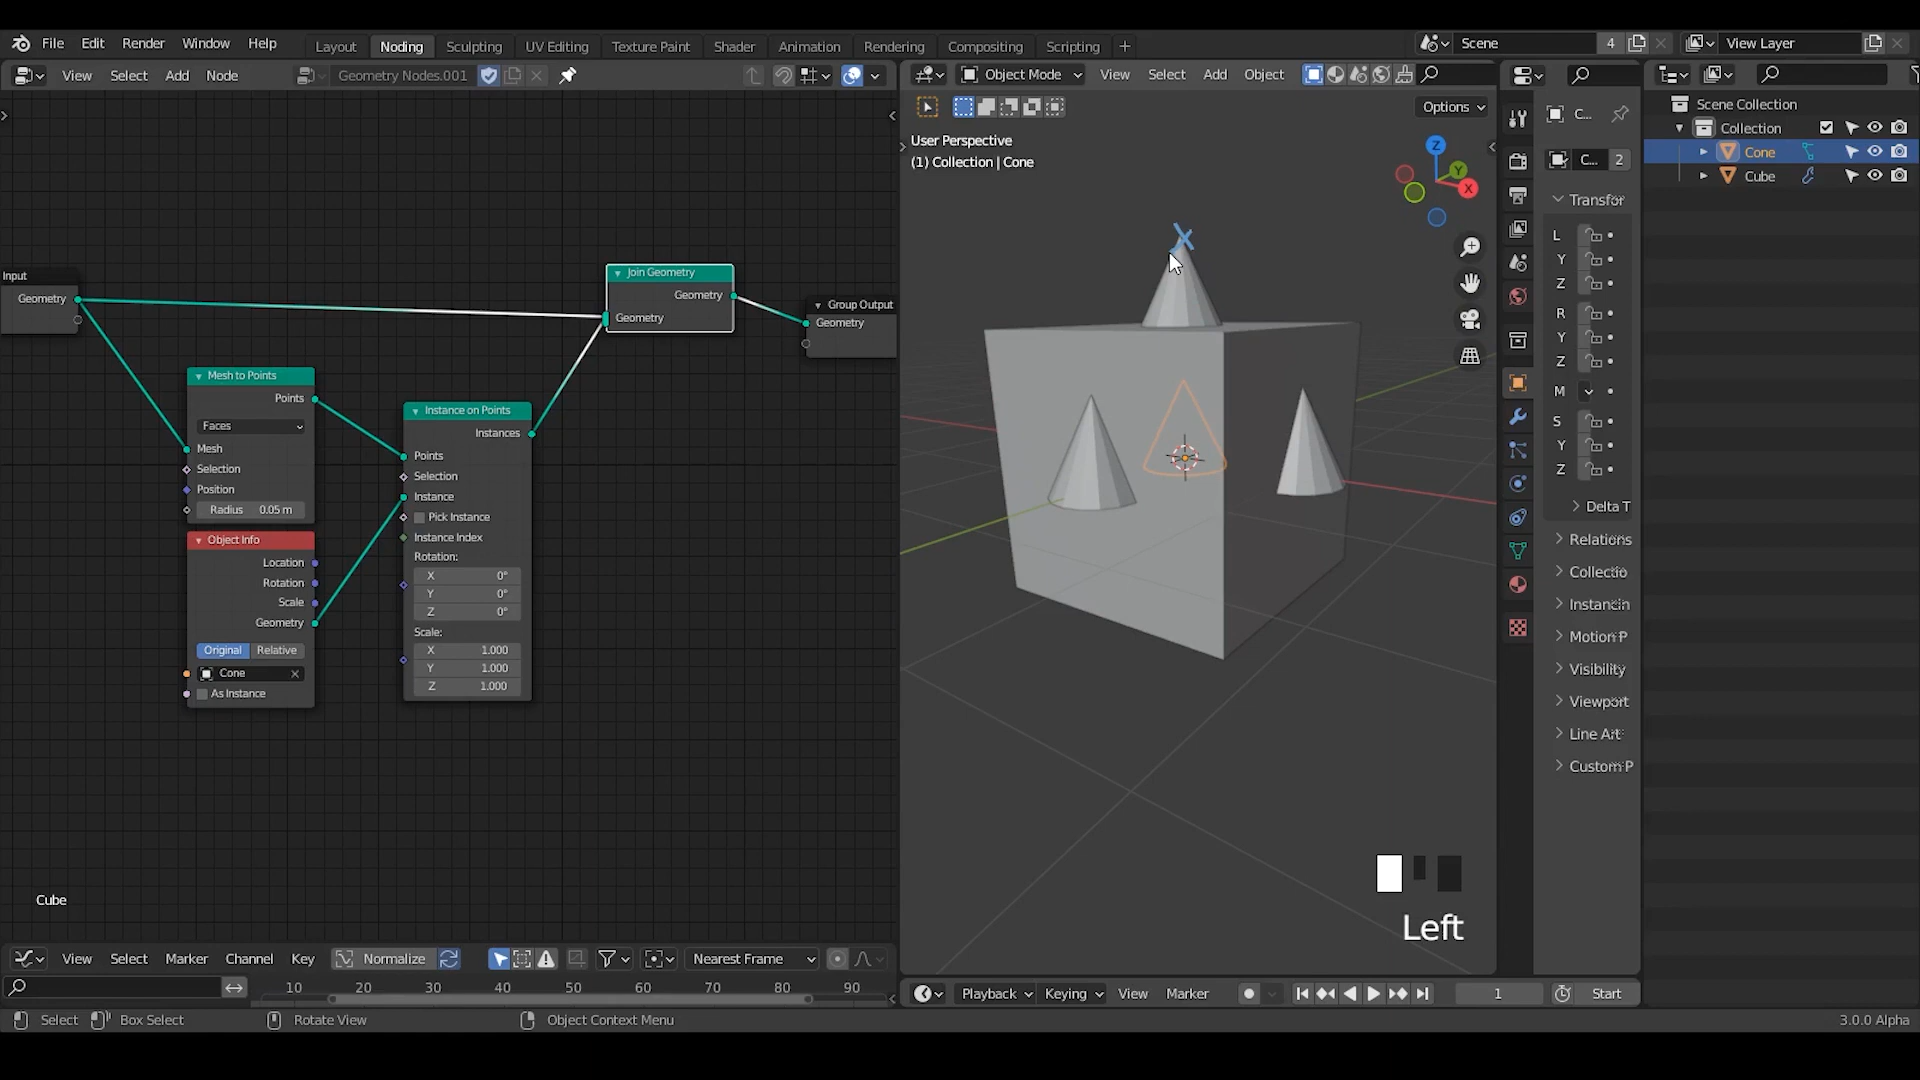 File Edit Render Window Help Layout Noding Sculpting UV Editing Texture Paint Shader Animation Rendering Compositing Scripting + Scene 4 View Layer
View Select Add Node Geometry Nodes.001 Object Mode View Select Add Object
Options
User Perspective
(1) Collection | Cone
Z
Y
X
Scene Collection
Collection
Cone
Cube
C...
C... 2
Transfor
L
Y
Z
R
Y
Z
M
S
Y
Z
Delta T
Relations
Collectio
Instancin
Motion P
Visibility
Viewport
Line Art
Custom P
Input
Geometry
Join Geometry
Geometry
Geometry
Group Output
Geometry
Mesh to Points
Points
Faces
Mesh
Selection
Position
Radius 0.05 m
Object Info
Location
Rotation
Scale
Geometry
Original Relative
Cone
As Instance
Instance on Points
Instances
Points
Selection
Instance
Pick Instance
Instance Index
Rotation:
X 0°
Y 0°
Z 0°
Scale:
X 1.000
Y 1.000
Z 1.000
X
Cube
Left
View Select Marker Channel Key Normalize Nearest Frame
10 20 30 40 50 60 70 80 90
Playback Keying View Marker 1 Start
Select Box Select Rotate View Object Context Menu 3.0.0 Alpha